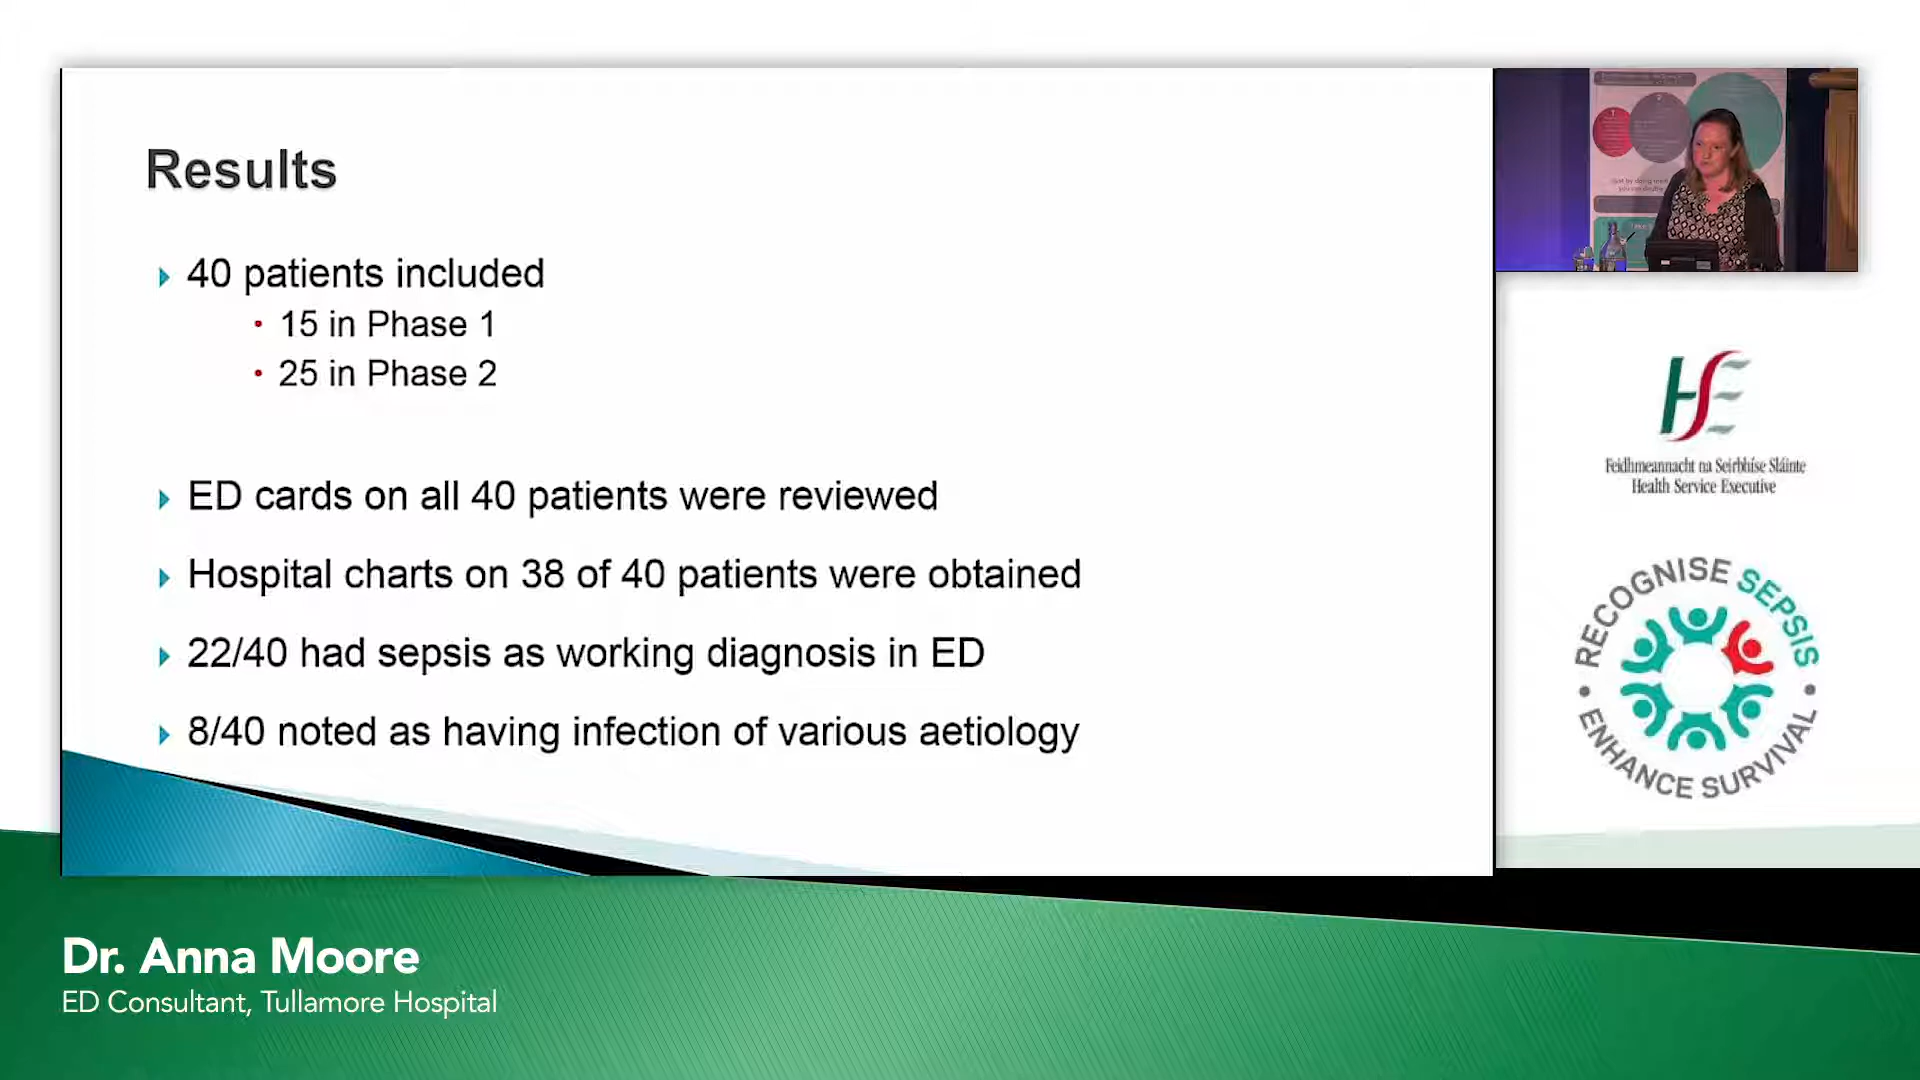 Results
40 patients included
15 in Phase 1
25 in Phase 2
ED cards on all 40 patients were reviewed
Hospital charts on 38 of 40 patients were obtained
22/40 had sepsis as working diagnosis in ED
8/40 noted as having infection of various aetiology
HSE
Feidhmeannacht na Seirbhíse Sláinte
Health Service Executive
RECOGNISE SEPSIS
• ENHANCE SURVIVAL •
Dr. Anna Moore
ED Consultant, Tullamore Hospital